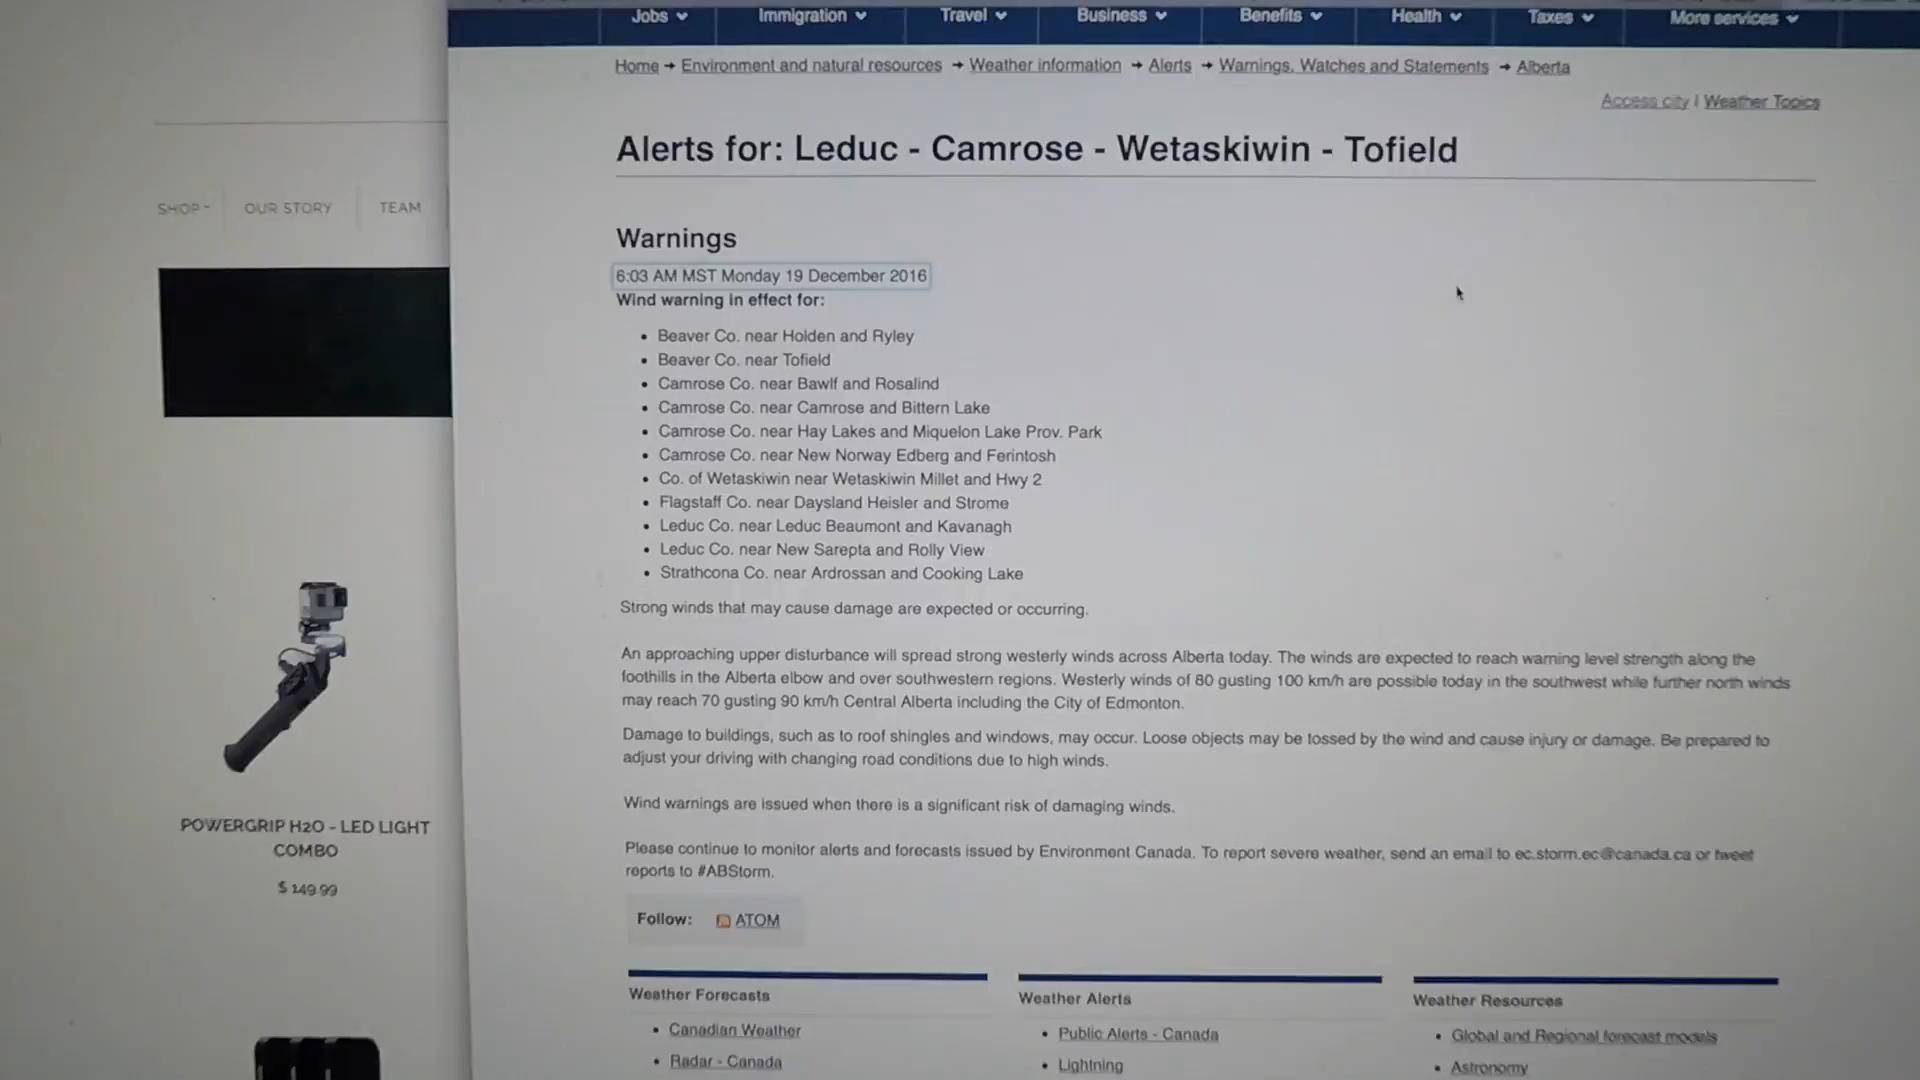 Jobs
Immigration
Travel
Business
Benefits
Health
Taxes
More services
Home → Environment and natural resources → Weather information → Alerts → Warnings, Watches and Statements → Alberta
Access city | Weather Topics
Alerts for: Leduc - Camrose - Wetaskiwin - Tofield
SHOP
OUR STORY
TEAM
Warnings
6:03 AM MST Monday 19 December 2016
Wind warning in effect for:
• Beaver Co. near Holden and Ryley
• Beaver Co. near Tofield
• Camrose Co. near Bawlf and Rosalind
• Camrose Co. near Camrose and Bittern Lake
• Camrose Co. near Hay Lakes and Miquelon Lake Prov. Park
• Camrose Co. near New Norway Edberg and Ferintosh
• Co. of Wetaskiwin near Wetaskiwin Millet and Hwy 2
• Flagstaff Co. near Daysland Heisler and Strome
• Leduc Co. near Leduc Beaumont and Kavanagh
• Leduc Co. near New Sarepta and Rolly View
• Strathcona Co. near Ardrossan and Cooking Lake
Strong winds that may cause damage are expected or occurring.
An approaching upper disturbance will spread strong westerly winds across Alberta today. The winds are expected to reach warning level strength along the
foothills in the Alberta elbow and over southwestern regions. Westerly winds of 80 gusting 100 km/h are possible today in the southwest while further north winds
may reach 70 gusting 90 km/h Central Alberta including the City of Edmonton.
Damage to buildings, such as to roof shingles and windows, may occur. Loose objects may be tossed by the wind and cause injury or damage. Be prepared to
adjust your driving with changing road conditions due to high winds.
Wind warnings are issued when there is a significant risk of damaging winds.
Please continue to monitor alerts and forecasts issued by Environment Canada. To report severe weather, send an email to ec.storm.ec@canada.ca or tweet
reports to #ABStorm.
POWERGRIP H2O - LED LIGHT
COMBO
$ 149.99
Follow: ATOM
Weather Forecasts
• Canadian Weather
• Radar - Canada
Weather Alerts
• Public Alerts - Canada
• Lightning
Weather Resources
• Global and Regional forecast models
• Astronomy